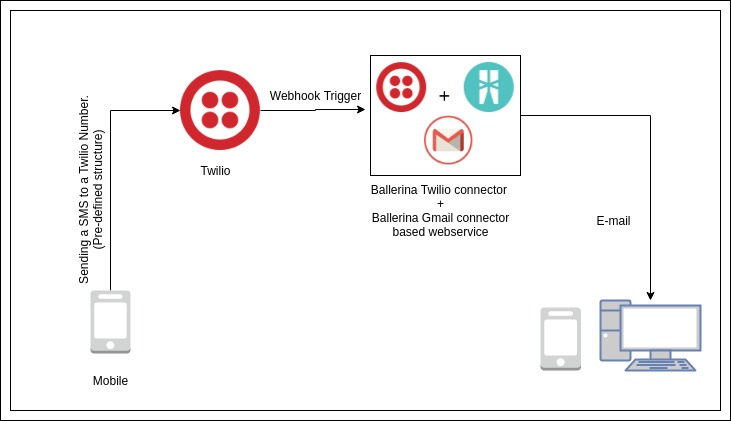 Sending a SMS to a Twilio Number.
(Pre-defined structure)
Webhook Trigger
+
Twilio
Ballerina Twilio connector
+
Ballerina Gmail connector
based webservice
E-mail
Mobile